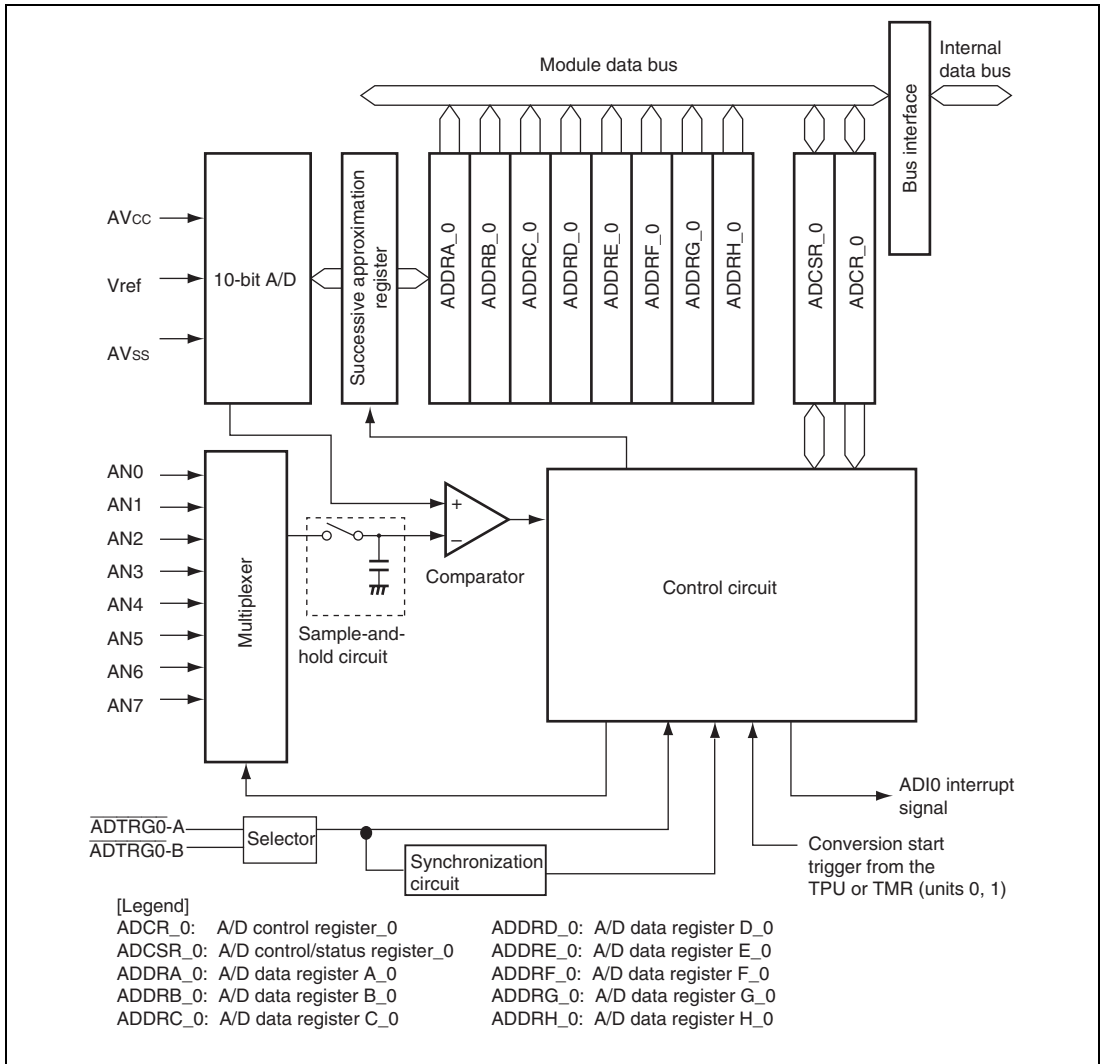 Module data bus
Internal
data bus
Bus interface
AVCC
Vref
AVSS
10-bit A/D
Successive approximation
register
ADDRA_0
ADDRB_0
ADDRC_0
ADDRD_0
ADDRE_0
ADDRF_0
ADDRG_0
ADDRH_0
ADCSR_0
ADCR_0
AN0
AN1
AN2
AN3
AN4
AN5
AN6
AN7
Multiplexer
+
–
Comparator
Sample-and-
hold circuit
Control circuit
ADI0 interrupt
signal
ADTRG0-A
ADTRG0-B
Selector
Synchronization
circuit
Conversion start
trigger from the
TPU or TMR (units 0, 1)
[Legend]
ADCR_0: A/D control register_0
ADCSR_0: A/D control/status register_0
ADDRA_0: A/D data register A_0
ADDRB_0: A/D data register B_0
ADDRC_0: A/D data register C_0
ADDRD_0: A/D data register D_0
ADDRE_0: A/D data register E_0
ADDRF_0: A/D data register F_0
ADDRG_0: A/D data register G_0
ADDRH_0: A/D data register H_0